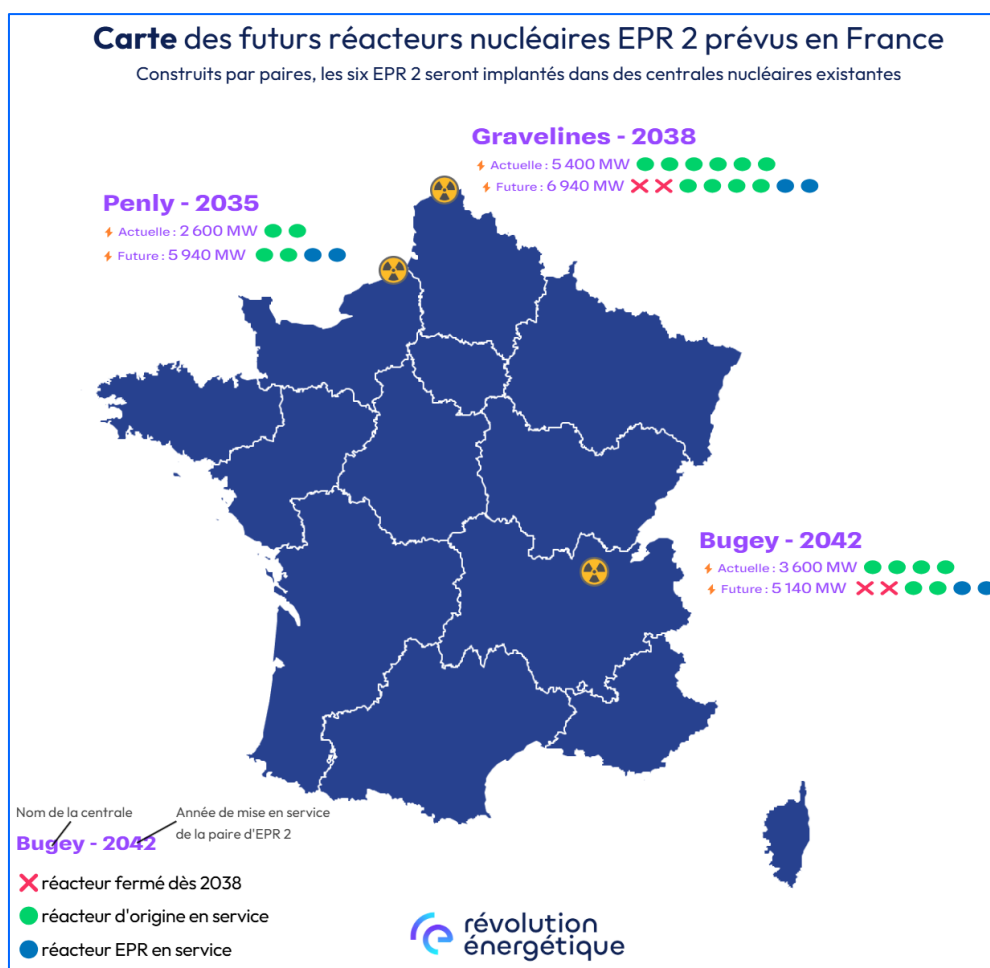 Carte des futurs réacteurs nucléaires EPR 2 prévus en France
Construits par paires, les six EPR 2 seront implantés dans des centrales nucléaires existantes
Gravelines - 2038
Actuelle : 5 400 MW
Future : 6 940 MW
Penly - 2035
Actuelle : 2 600 MW
Future : 5 940 MW
Bugey - 2042
Actuelle : 3 600 MW
Future : 5 140 MW
Nom de la centrale
Année de mise en service
de la paire d'EPR 2
Bugey - 2042
réacteur fermé dès 2038
réacteur d'origine en service
réacteur EPR en service
révolution
énergétique